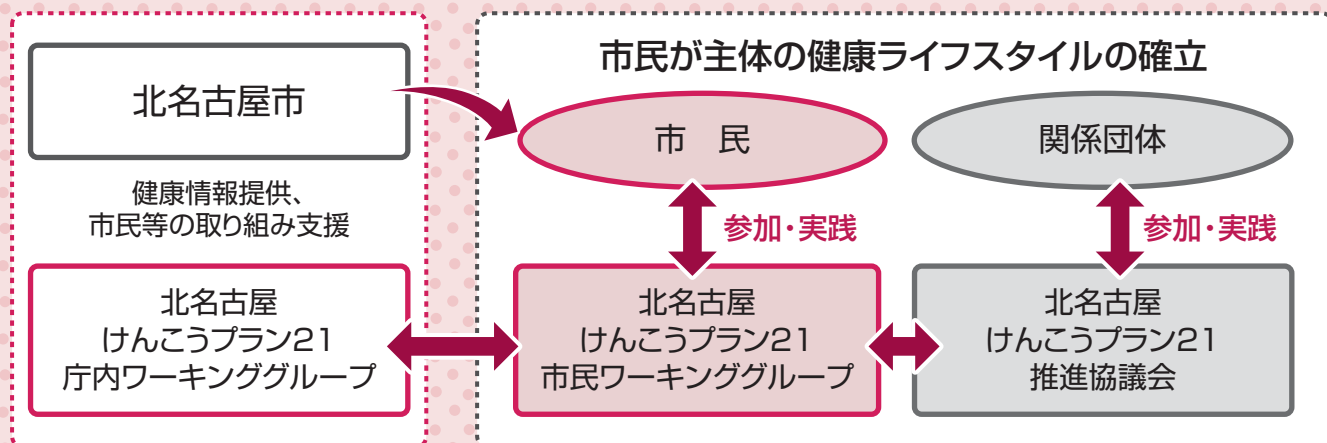 北名古屋市
健康情報提供、
市民等の取り組み支援
北名古屋
けんこうプラン21
庁内ワーキンググループ
市民が主体の健康ライフスタイルの確立
市　民
関係団体
参加・実践
参加・実践
北名古屋
けんこうプラン21
市民ワーキンググループ
北名古屋
けんこうプラン21
推進協議会